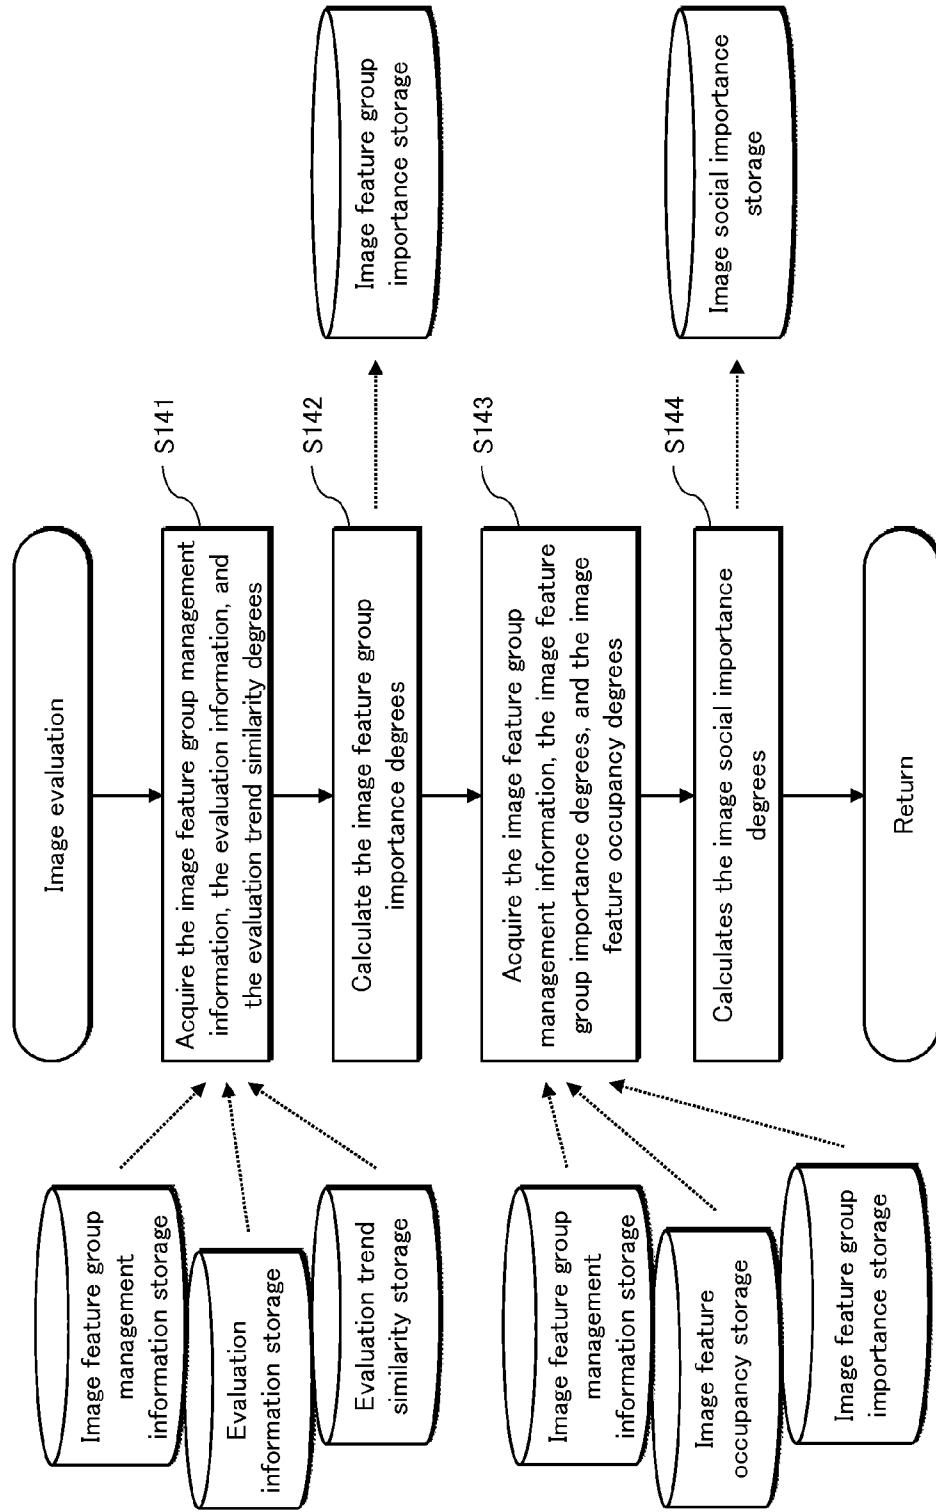 Image evaluation
Image feature group
management
information storage
Evaluation
information storage
Evaluation trend
similarity storage
S141
Acquire the image feature group management
information, the evaluation information, and
the evaluation trend similarity degrees
S142
Calculate the image feature group
importance degrees
Image feature group
importance storage
Image feature group
management
information storage
Image feature
occupancy storage
Image feature group
importance storage
S143
Acquire the image feature group
management information, the image feature
group importance degrees, and the image
feature occupancy degrees
S144
Calculates the image social importance
degrees
Image social importance
storage
Return